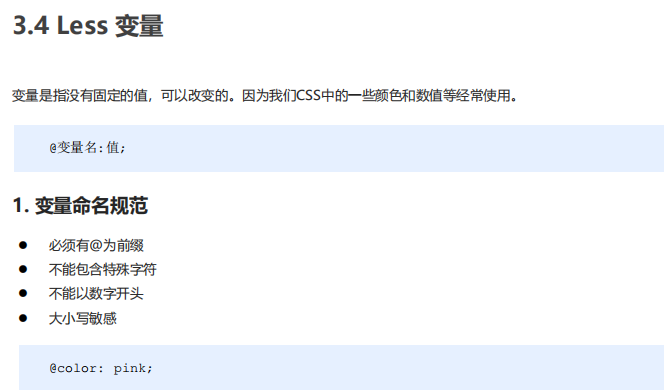 3.4 Less 变量
变量是指没有固定的值，可以改变的。因为我们CSS中的一些颜色和数值等经常使用。
@变量名:值;
1. 变量命名规范
● 必须有@为前缀
● 不能包含特殊字符
● 不能以数字开头
● 大小写敏感
@color: pink;